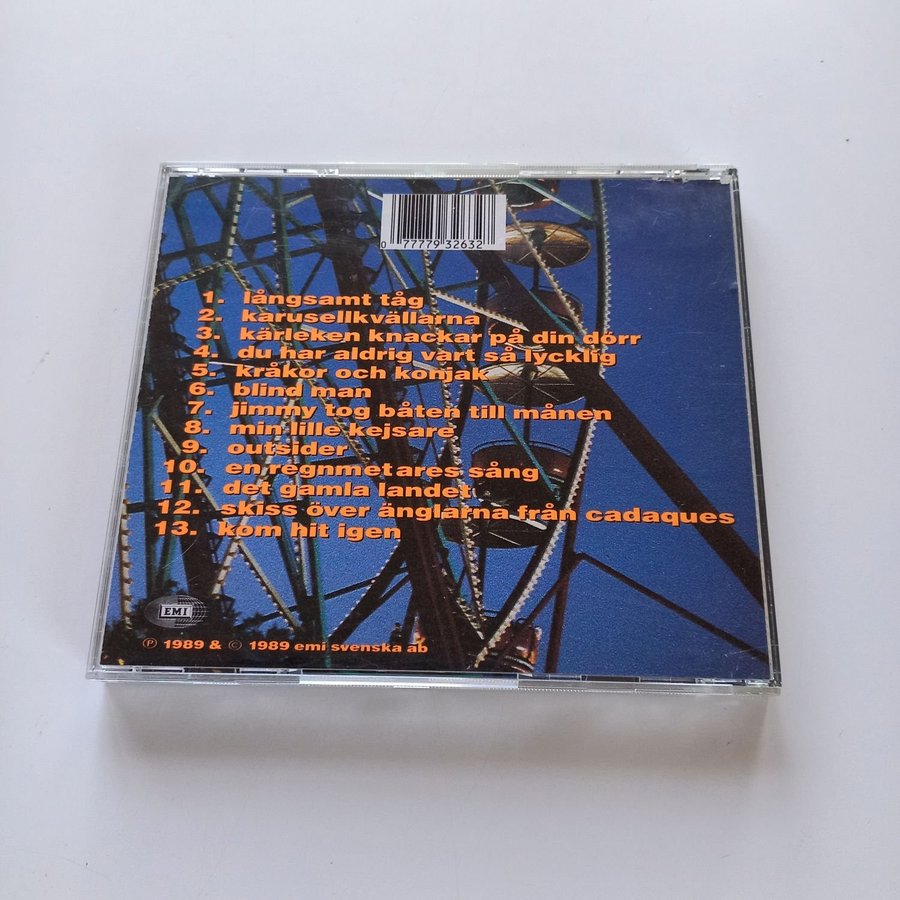 0 77779 32632
1. långsamt tåg
2. karusellkvällarna
3. kärleken knackar på din dörr
4. du har aldrig vart så lycklig
5. kråkor och konjak
6. blind man
7. jimmy tog båten till månen
8. min lille kejsare
9. outsider
10. en regnmetares sång
11. det gamla landet
12. skiss över änglarna från cadaques
13. kom hit igen
EMI
℗ 1989 & © 1989 emi svenska ab